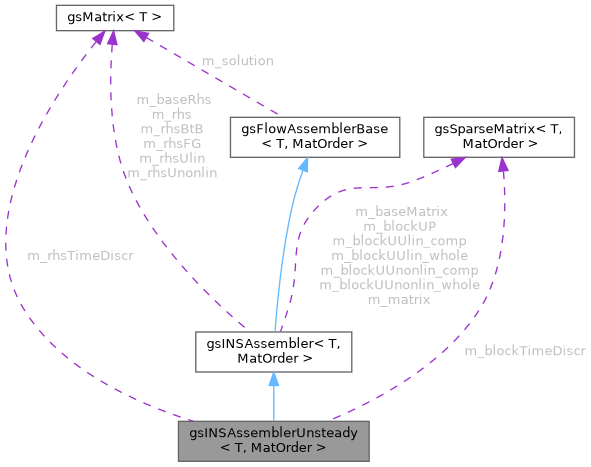 gsMatrix< T >
m_solution
m_baseRhs
m_rhs
m_rhsBtB
m_rhsFG
m_rhsUlin
m_rhsUnonlin
gsFlowAssemblerBase
< T, MatOrder >
gsSparseMatrix< T,
MatOrder >
m_rhsTimeDiscr
m_baseMatrix
m_blockUP
m_blockUUlin_comp
m_blockUUlin_whole
m_blockUUnonlin_comp
m_blockUUnonlin_whole
m_matrix
gsINSAssembler< T,
MatOrder >
m_blockTimeDiscr
gsINSAssemblerUnsteady
< T, MatOrder >